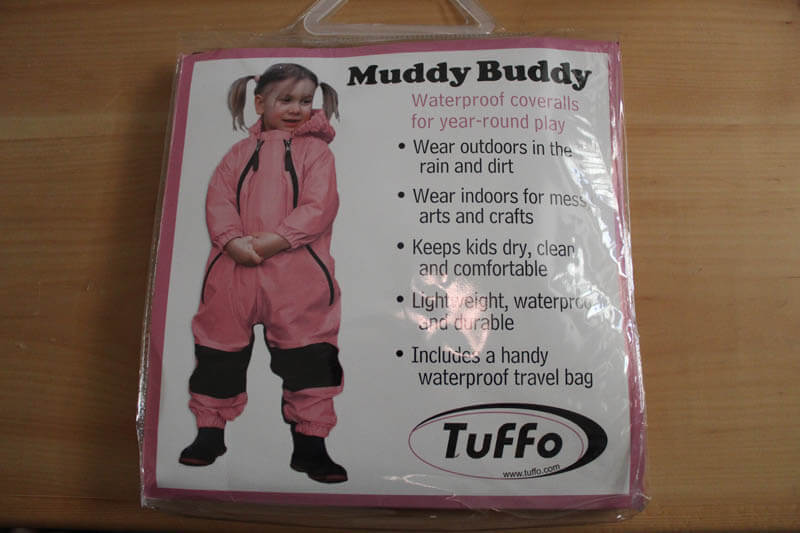 Muddy Buddy
Waterproof coveralls
for year-round play
• Wear outdoors in the
rain and dirt
• Wear indoors for mess
arts and crafts
• Keeps kids dry, clean
and comfortable
• Lightweight, waterproo
and durable
• Includes a handy
waterproof travel bag
Tuffo
www.tuffo.com